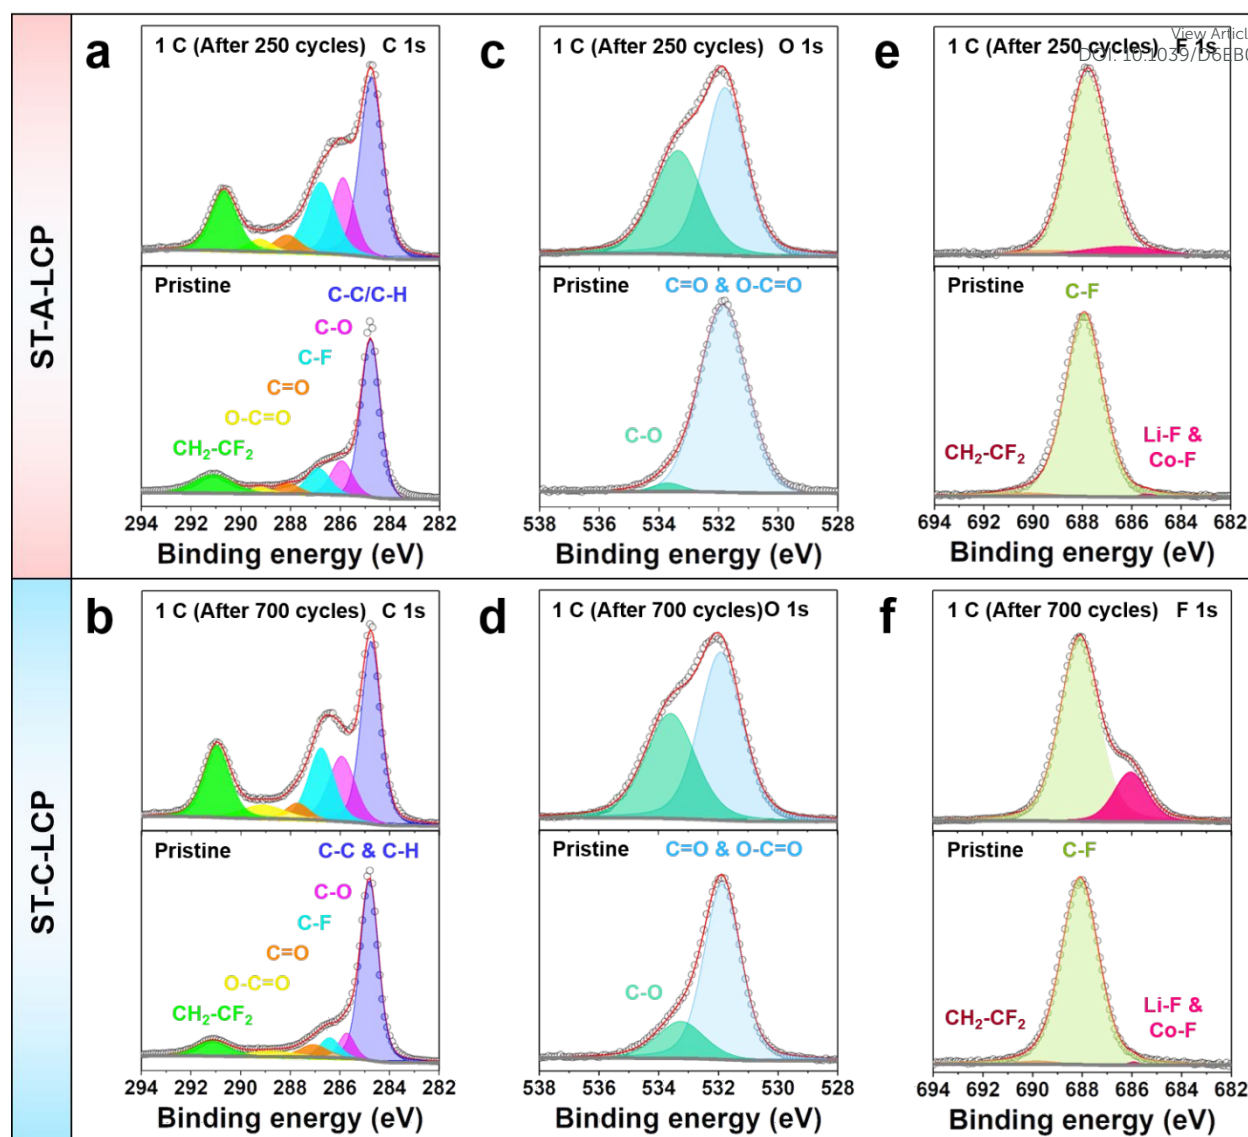 View Articl
DOI: 10.1039/D6EB0
ST-A-LCP
a
1 C (After 250 cycles) C 1s
Pristine
C-C/C-H
C-O
C-F
C=O
O-C=O
CH₂-CF₂
294 292 290 288 286 284 282
Binding energy (eV)
c
1 C (After 250 cycles) O 1s
Pristine
C=O & O-C=O
C-O
538 536 534 532 530 528
Binding energy (eV)
e
1 C (After 250 cycles) F 1s
Pristine
C-F
CH₂-CF₂
Li-F &
Co-F
694 692 690 688 686 684 682
Binding energy (eV)
ST-C-LCP
b
1 C (After 700 cycles) C 1s
Pristine
C-C & C-H
C-O
C-F
C=O
O-C=O
CH₂-CF₂
294 292 290 288 286 284 282
Binding energy (eV)
d
1 C (After 700 cycles)O 1s
Pristine
C=O & O-C=O
C-O
538 536 534 532 530 528
Binding energy (eV)
f
1 C (After 700 cycles) F 1s
Pristine
C-F
CH₂-CF₂
Li-F &
Co-F
694 692 690 688 686 684 682
Binding energy (eV)